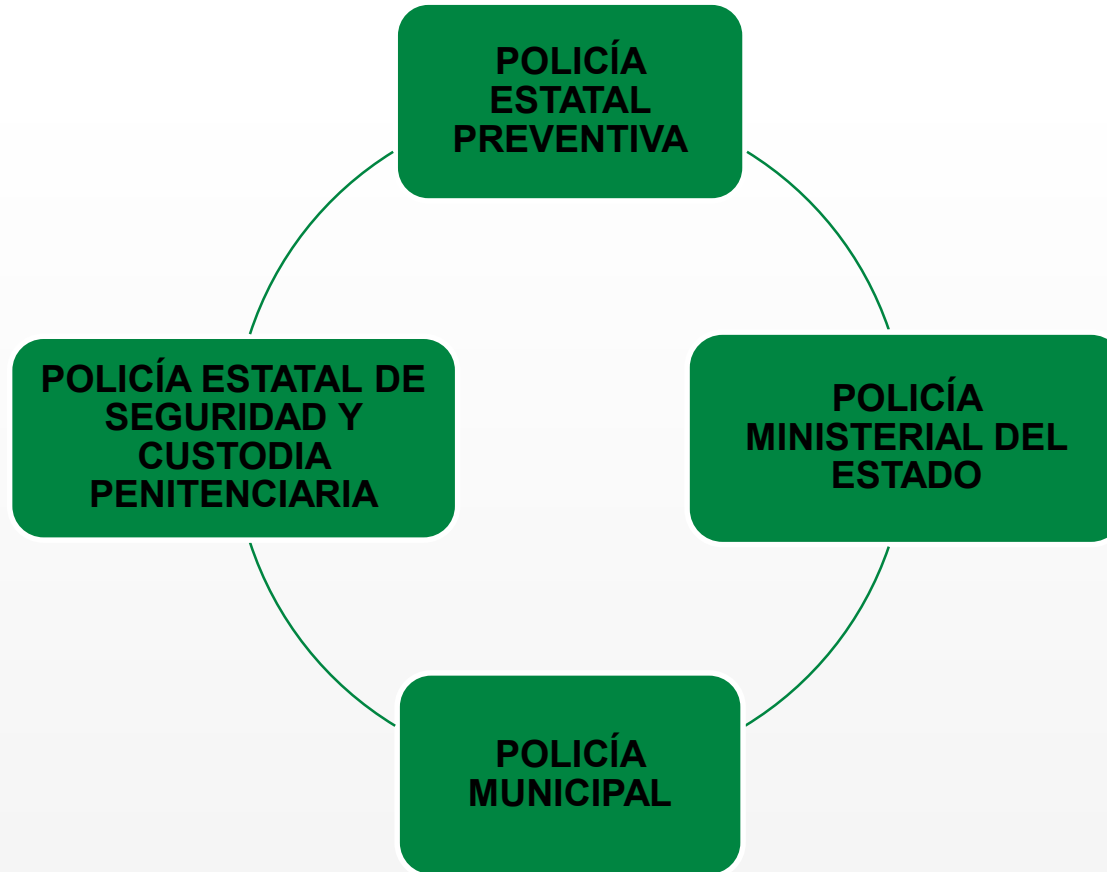 POLICÍA
ESTATAL
PREVENTIVA
POLICÍA ESTATAL DE
SEGURIDAD Y
CUSTODIA
PENITENCIARIA
POLICÍA
MINISTERIAL DEL
ESTADO
POLICÍA
MUNICIPAL